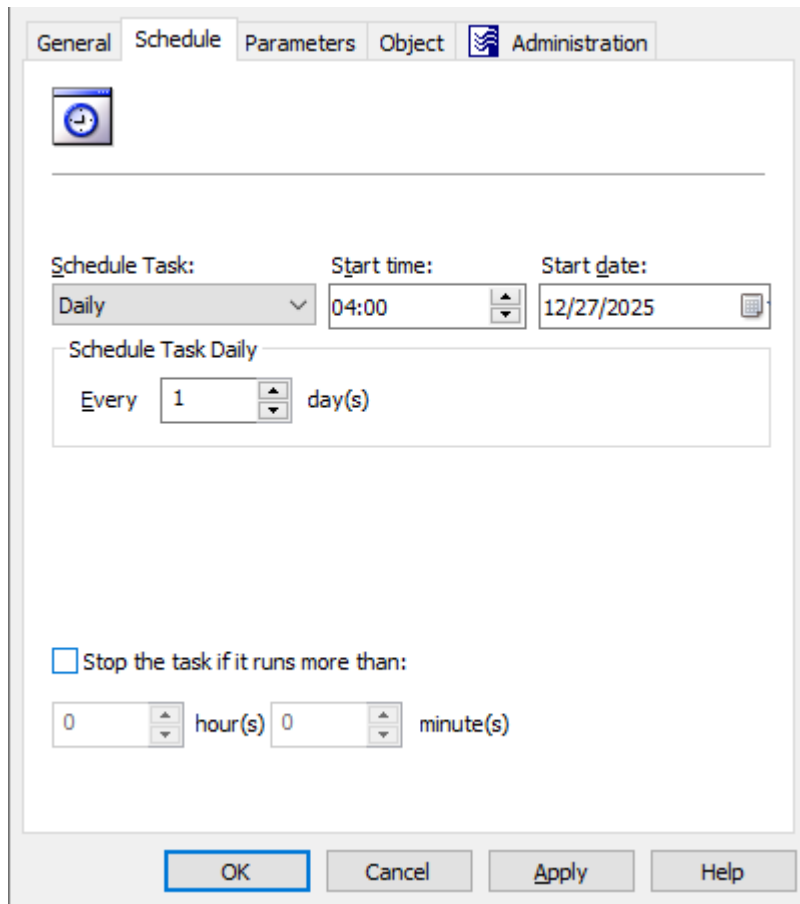 General Schedule Parameters Object Administration
Schedule Task: Start time: Start date:
Daily 04:00 12/27/2025
Schedule Task Daily
Every 1 day(s)
Stop the task if it runs more than:
0 hour(s) 0 minute(s)
OK Cancel Apply Help